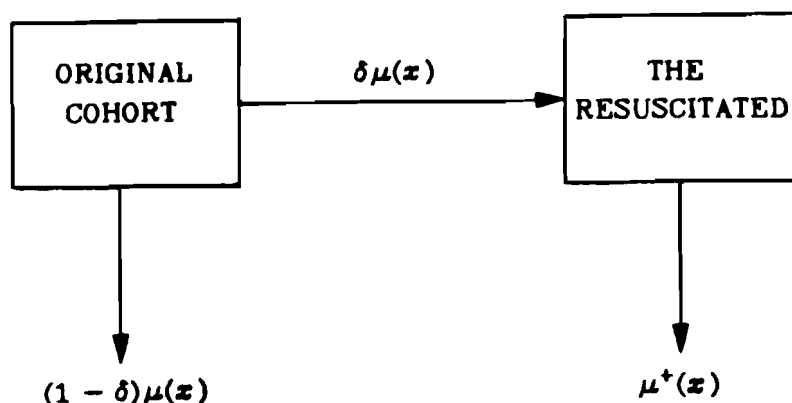 ORIGINAL
COHORT
δμ(x)
THE
RESUSCITATED
(1 − δ)μ(x)
μ⁺(x)